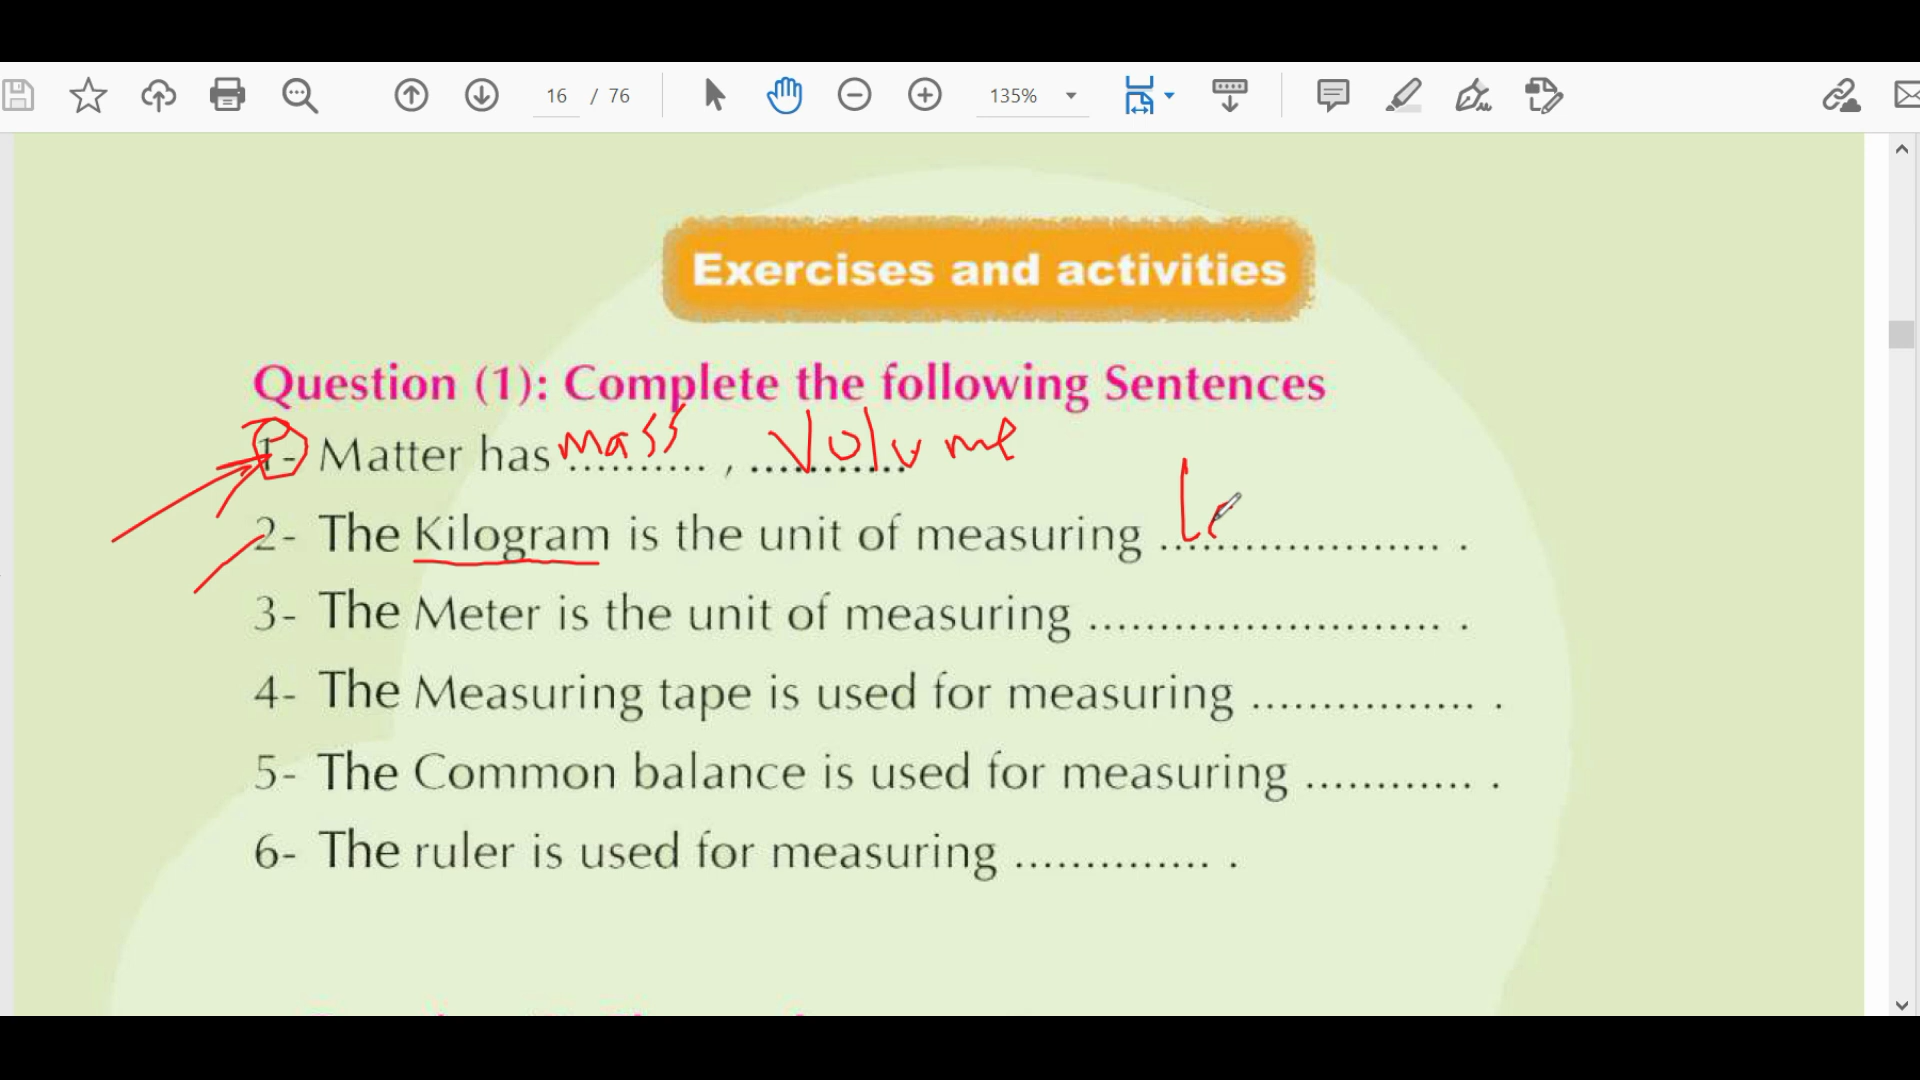 16 / 76 135%
Exercises and activities
Question (1): Complete the following Sentences
1- Matter has mass .......... , ........... Volume
2- The Kilogram is the unit of measuring .................... .
3- The Meter is the unit of measuring ......................... .
4- The Measuring tape is used for measuring ................ .
5- The Common balance is used for measuring ............ .
6- The ruler is used for measuring .............. .